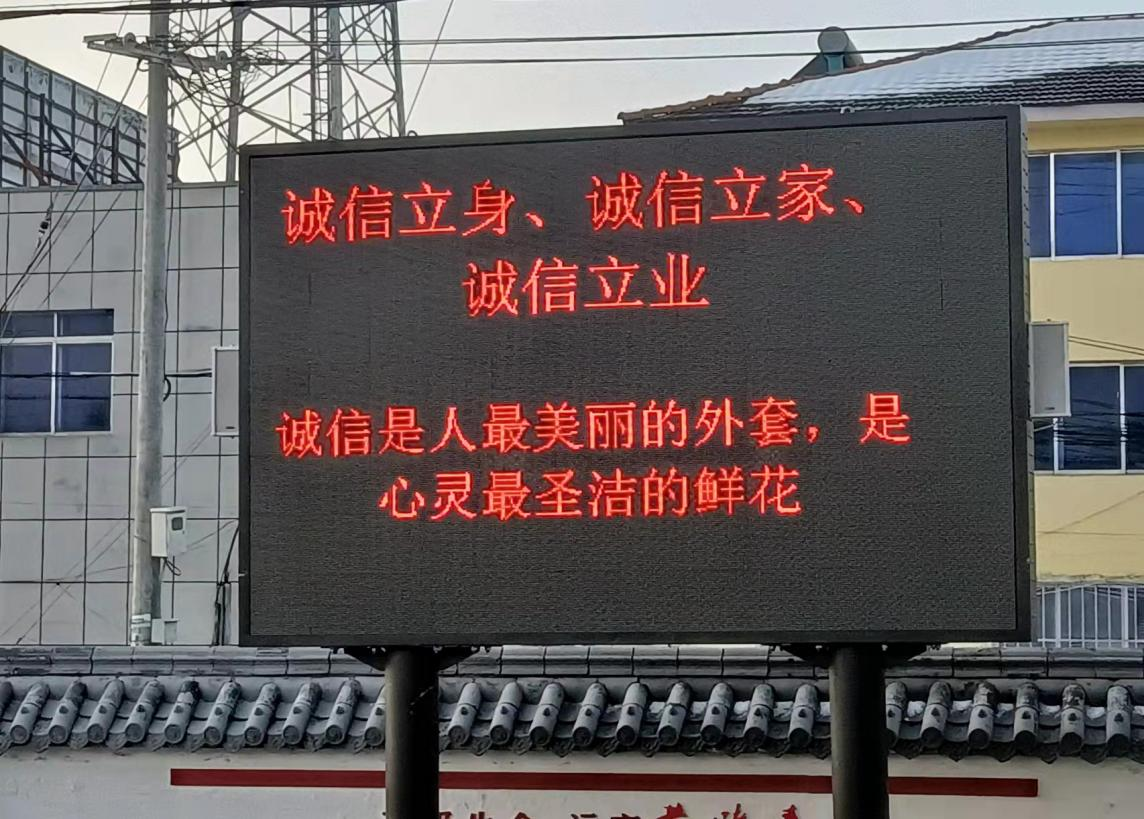 诚信立身、诚信立家、
诚信立业
诚信是人最美丽的外套，是
心灵最圣洁的鲜花